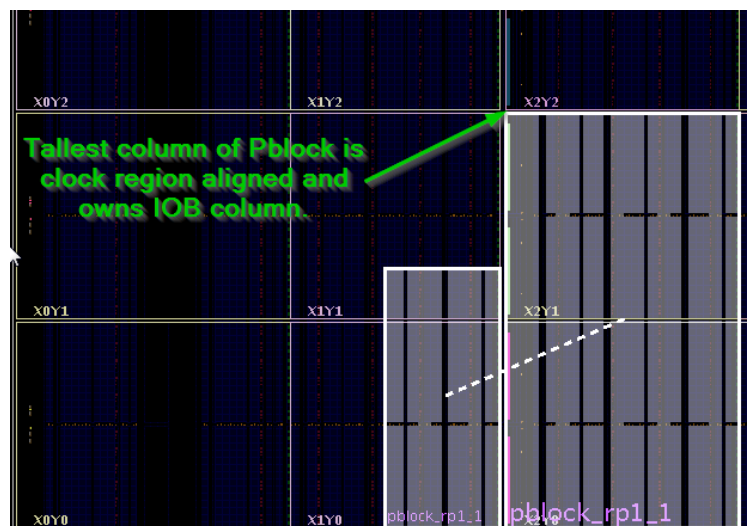 X0Y2 X1Y2 X2Y2
Tallest column of Pblock is
clock region aligned and
owns IOB column.
X0Y1 X1Y1 X2Y1
X0Y0 X1Y0 pblock_rp1_1 pblock_rp1_1
X2Y0